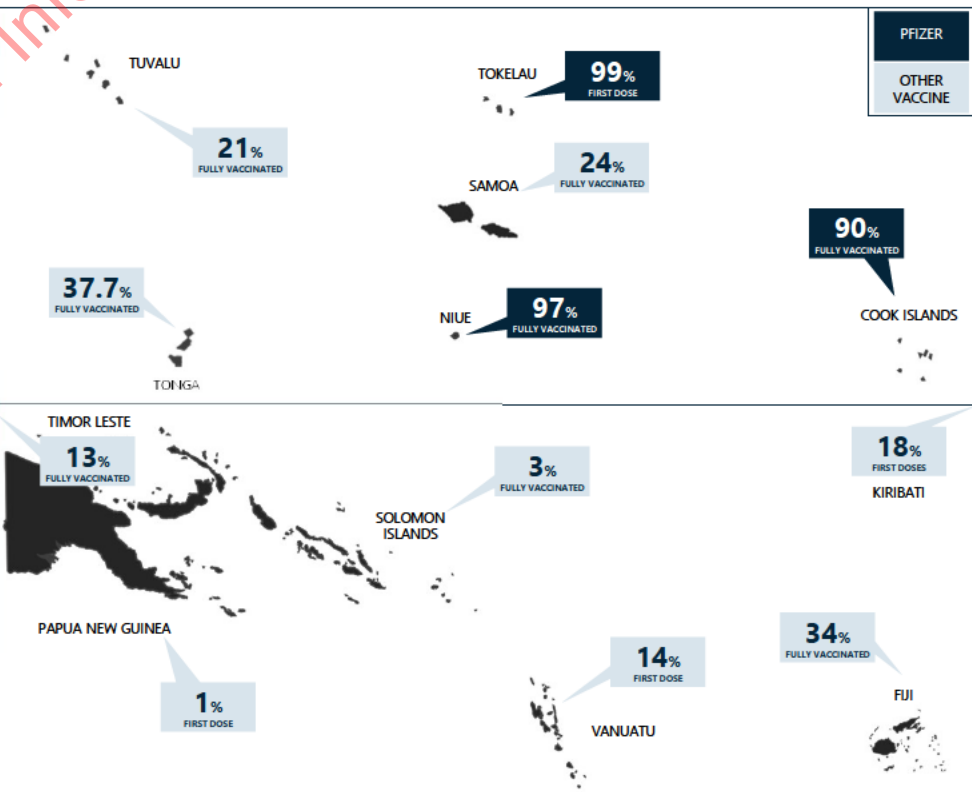 PFIZER
OTHER
VACCINE
TUVALU
21%
FULLY VACCINATED
TOKELAU
99%
FIRST DOSE
SAMOA
24%
FULLY VACCINATED
90%
FULLY VACCINATED
COOK ISLANDS
37.7%
FULLY VACCINATED
TONGA
NIUE
97%
FULLY VACCINATED
TIMOR LESTE
13%
FULLY VACCINATED
3%
FULLY VACCINATED
SOLOMON
ISLANDS
18%
FIRST DOSES
KIRIBATI
PAPUA NEW GUINEA
1%
FIRST DOSE
14%
FIRST DOSE
VANUATU
34%
FULLY VACCINATED
FIJI